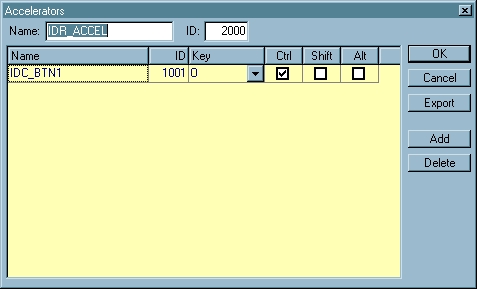 Accelerators
Name: IDR_ACCEL ID: 2000
Name ID Key Ctrl Shift Alt
IDC_BTN1 1001 O
OK
Cancel
Export
Add
Delete